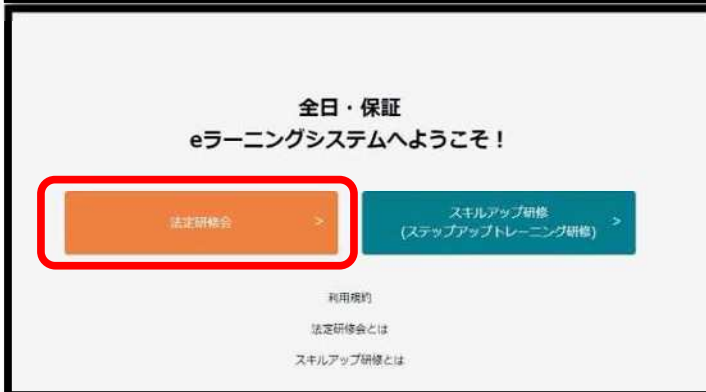 全日・保証
eラーニングシステムへようこそ！
法定研修会 >
スキルアップ研修
(ステップアップトレーニング研修) >
利用規約
法定研修会とは
スキルアップ研修とは